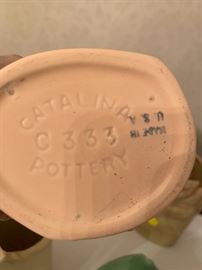 CATALINA
C 333
POTTERY
MADE IN
U. S. A.